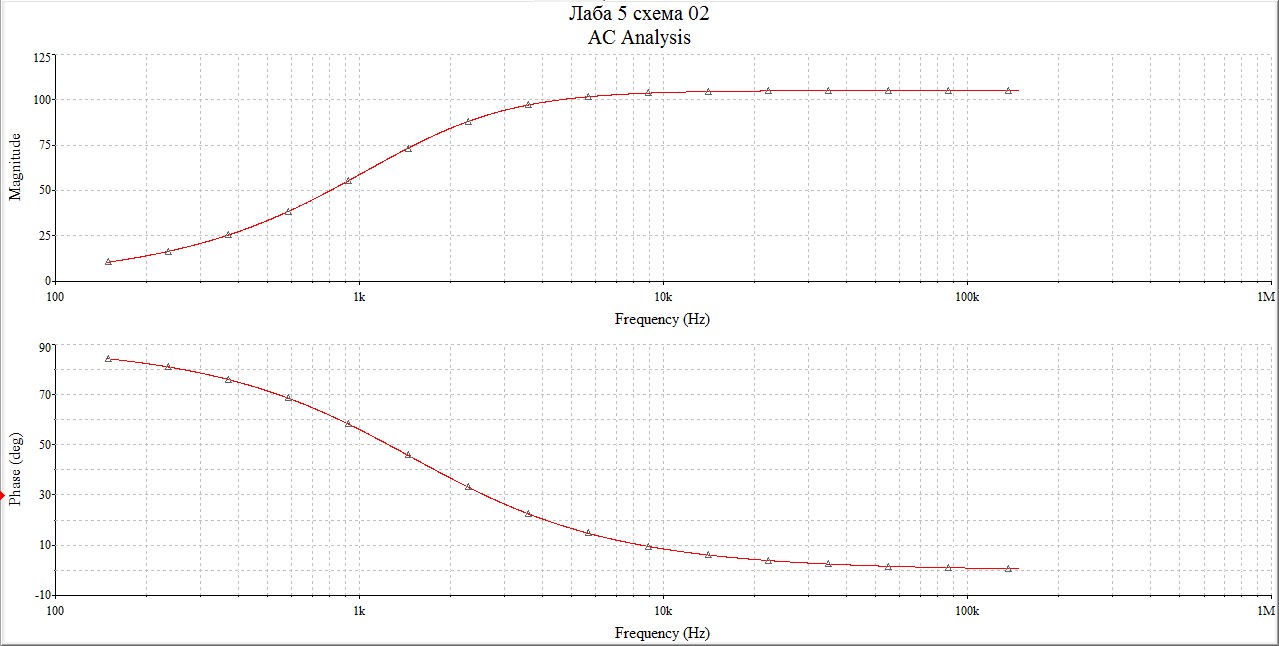 Лаба 5 схема 02
AC Analysis
125
100
75
50
25
0
Magnitude
100 1k 10k 100k 1M
Frequency (Hz)
90
70
50
30
10
-10
Phase (deg)
100 1k 10k 100k 1M
Frequency (Hz)